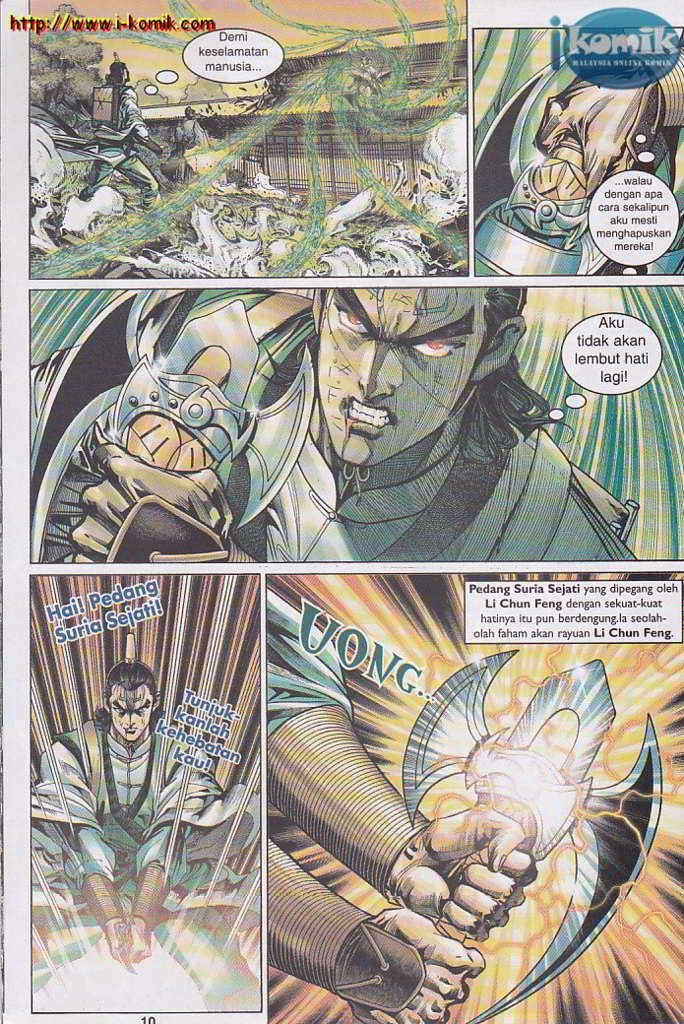 http://www.i-komik.com
ikomik
MALAYSIA ONLINE KOMIK
Demi
keselamatan
manusia...
...walau
dengan apa
cara sekalipun
aku mesti
menghapuskan
mereka!
Aku
tidak akan
lembut hati
lagi!
Hai! Pedang
Suria Sejati!
Tunjuk-
kanlah
kehebatan
kau!
Pedang Suria Sejati yang dipegang oleh
Li Chun Feng dengan sekuat-kuat
hatinya itu pun berdengung.Ia seolah-
olah faham akan rayuan Li Chun Feng.
UONG...
10